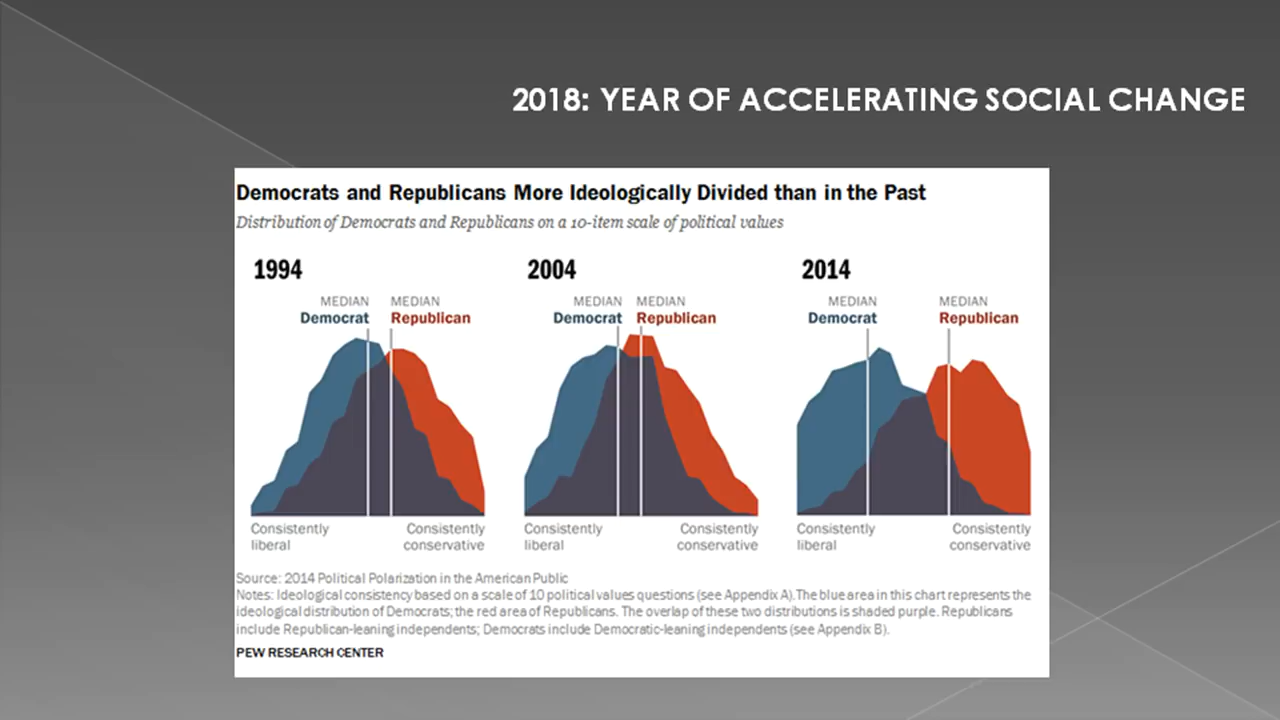 2018: YEAR OF ACCELERATING SOCIAL CHANGE
Democrats and Republicans More Ideologically Divided than in the Past
Distribution of Democrats and Republicans on a 10-item scale of political values
1994
MEDIAN Democrat
MEDIAN Republican
Consistently liberal
Consistently conservative
2004
MEDIAN Democrat
MEDIAN Republican
Consistently liberal
Consistently conservative
2014
MEDIAN Democrat
MEDIAN Republican
Consistently liberal
Consistently conservative
Source: 2014 Political Polarization in the American Public
Notes: Ideological consistency based on a scale of 10 political values questions (see Appendix A). The blue area in this chart represents the
ideological distribution of Democrats; the red area of Republicans. The overlap of these two distributions is shaded purple. Republicans
include Republican-leaning independents; Democrats include Democratic-leaning independents (see Appendix B).
PEW RESEARCH CENTER